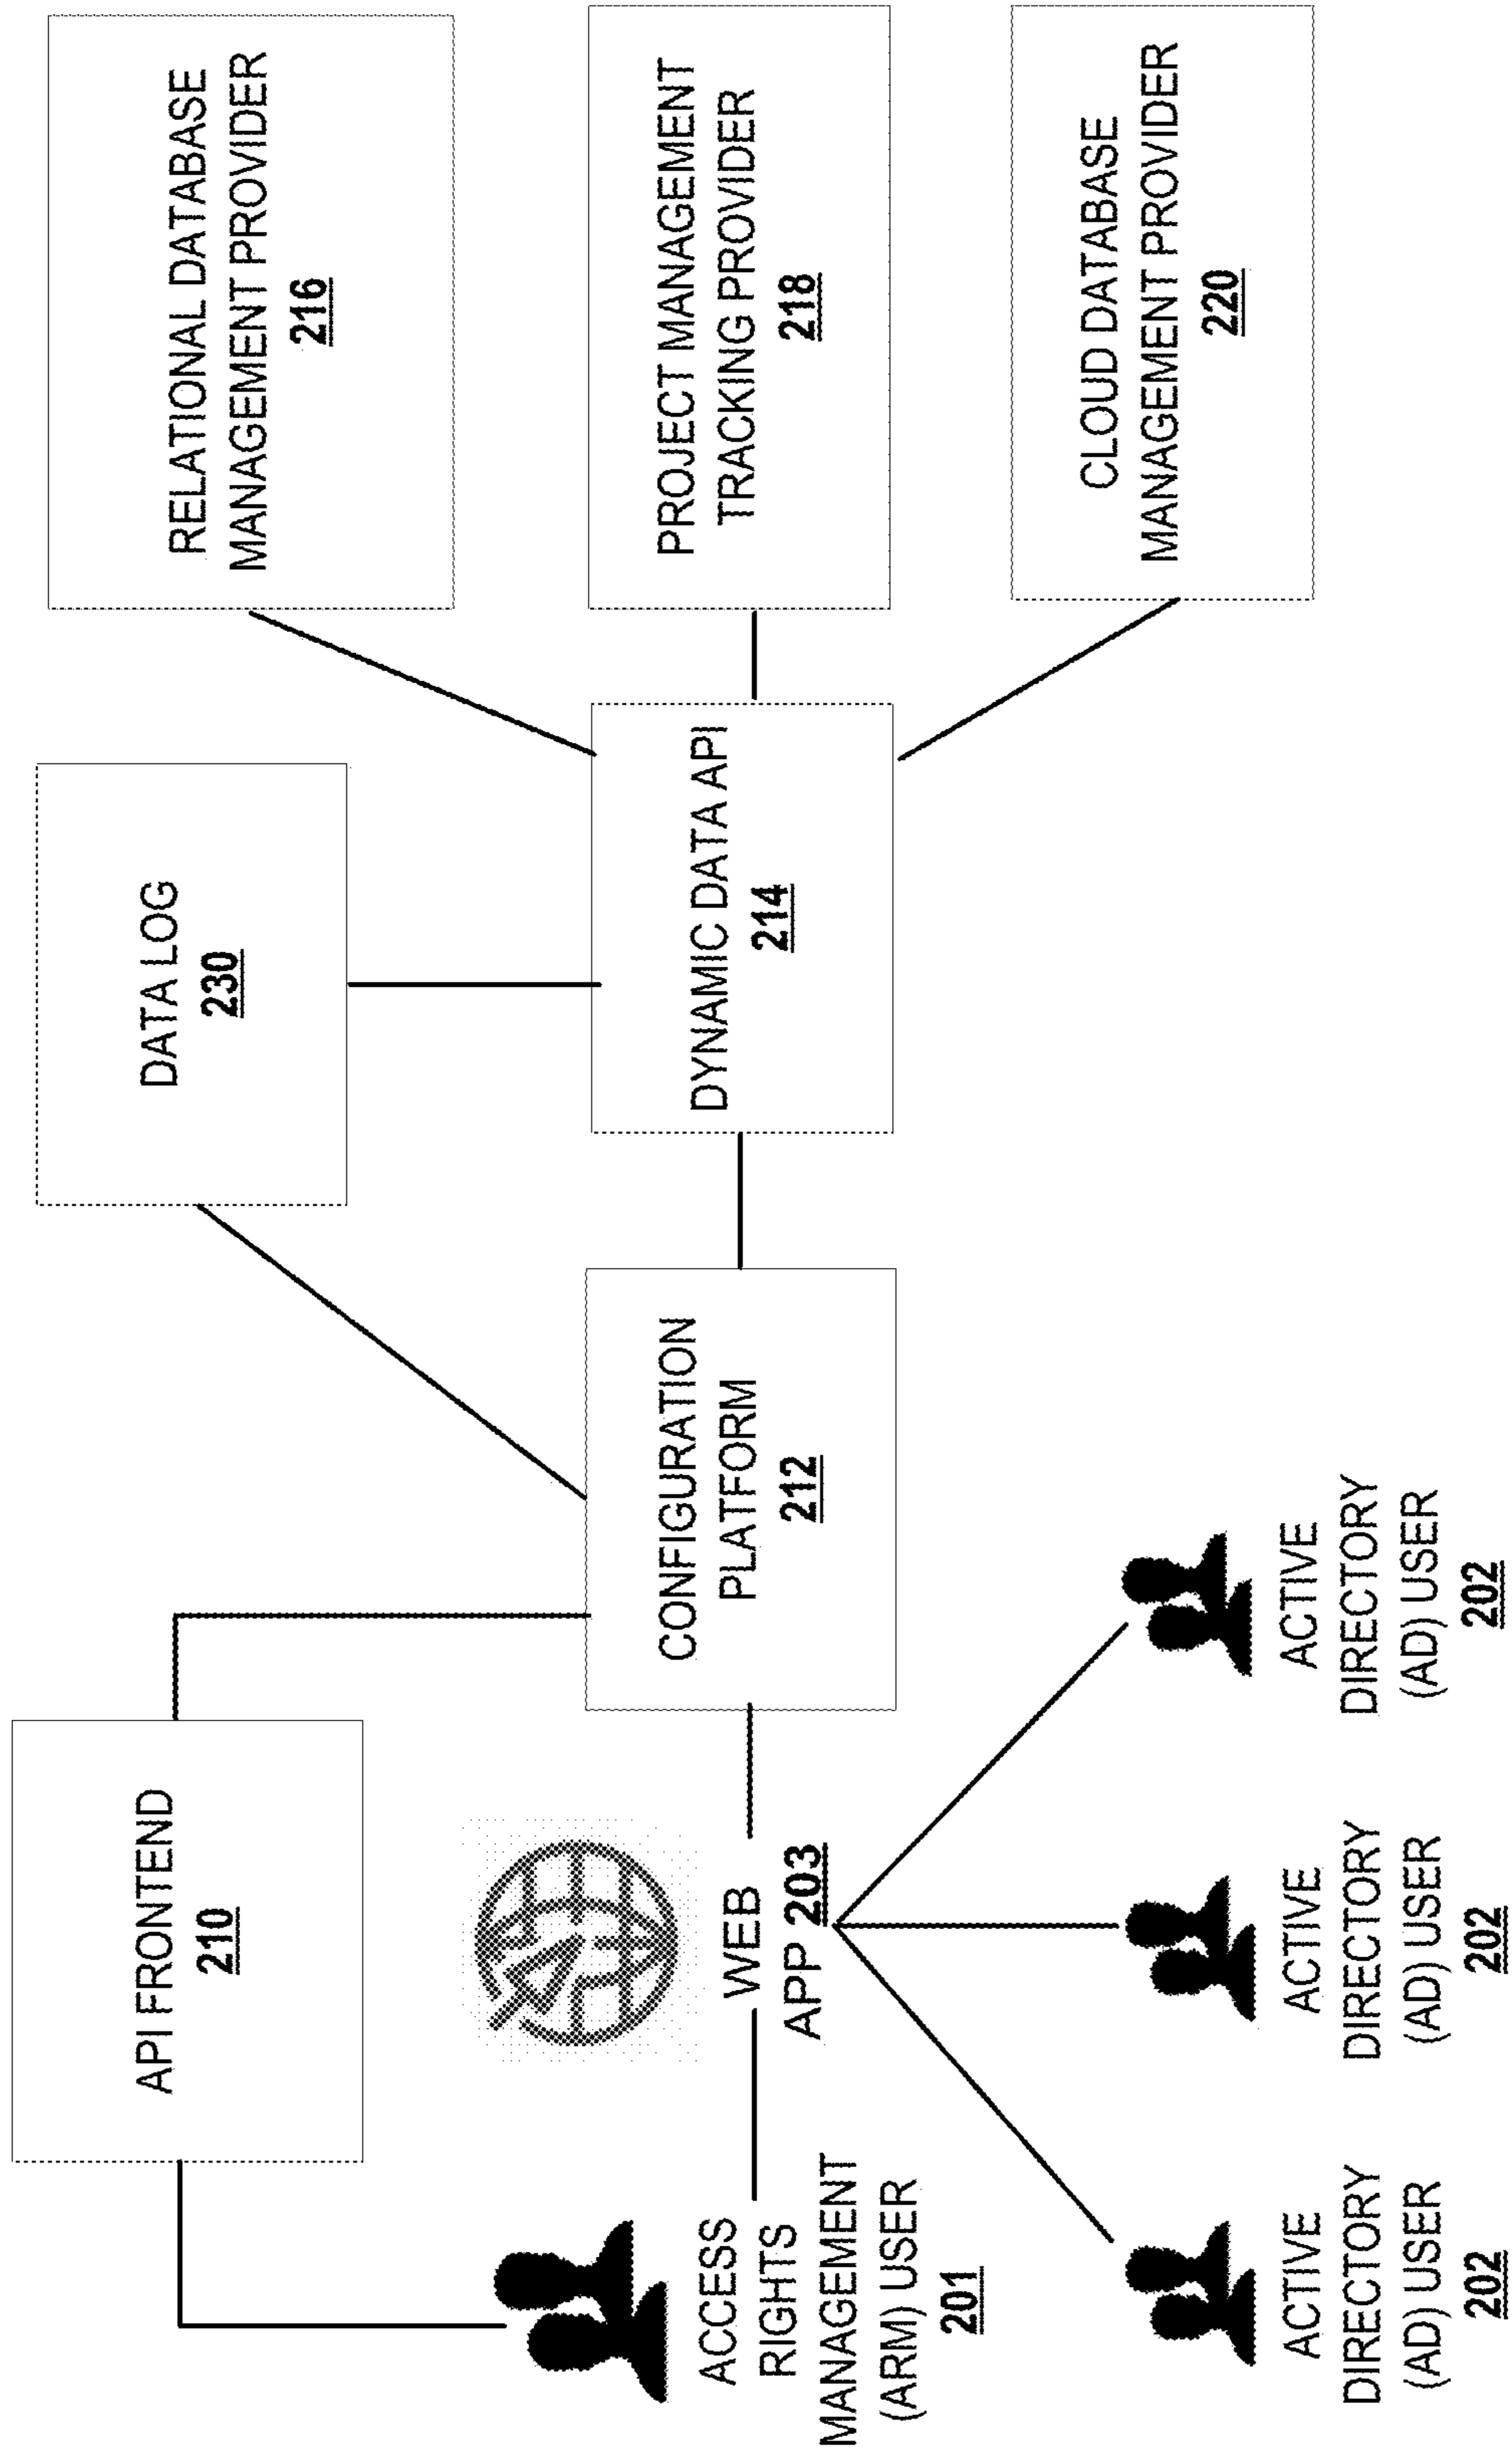 API FRONTEND
210
DATA LOG
230
RELATIONAL DATABASE
MANAGEMENT PROVIDER
216
ACCESS
RIGHTS
MANAGEMENT
(ARM) USER
201
WEB
APP 203
CONFIGURATION
PLATFORM
212
DYNAMIC DATA API
214
PROJECT MANAGEMENT
TRACKING PROVIDER
218
CLOUD DATABASE
MANAGEMENT PROVIDER
220
ACTIVE
DIRECTORY
(AD) USER
202
ACTIVE
DIRECTORY
(AD) USER
202
ACTIVE
DIRECTORY
(AD) USER
202